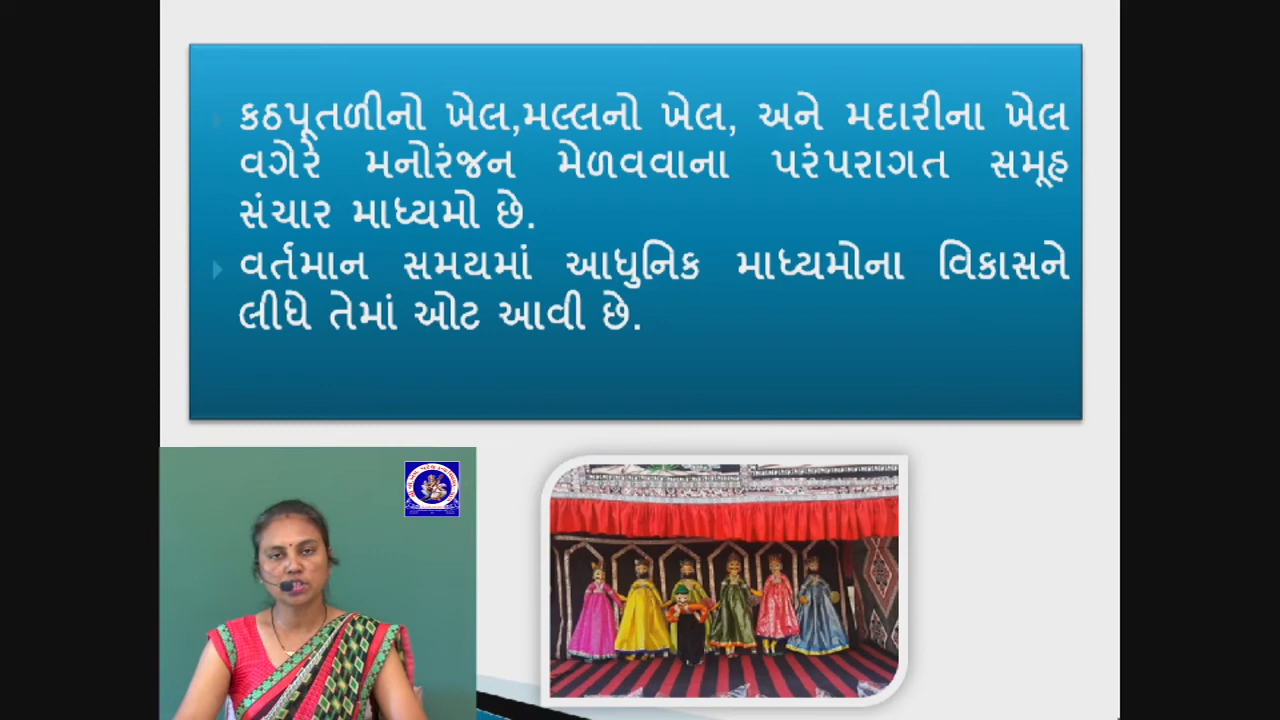 કઠપૂતળીનો ખેલ,મલ્લનો ખેલ, અને મદારીના ખેલ
વગેરે મનોરંજન મેળવવાના પરંપરાગત સમૂહ
સંચાર માધ્યમો છે.
વર્તમાન સમયમાં આધુનિક માધ્યમોના વિકાસને
લીધે તેમાં ઓટ આવી છે.